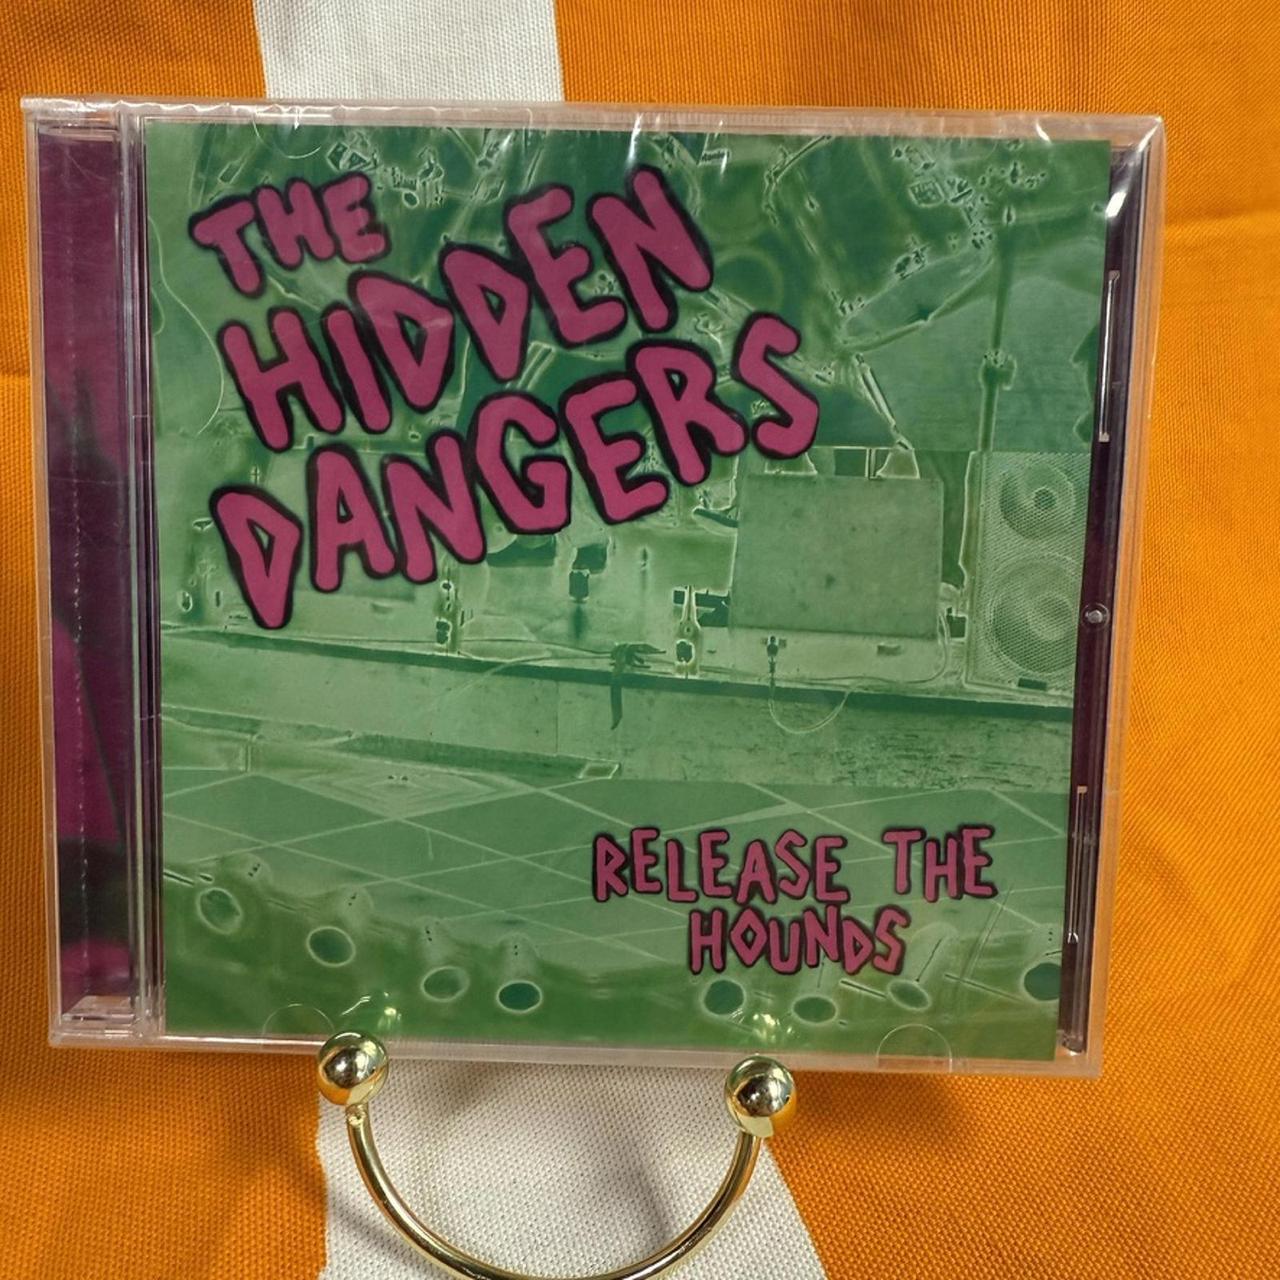 THE
HIDDEN
DANGERS
RELEASE THE
HOUNDS